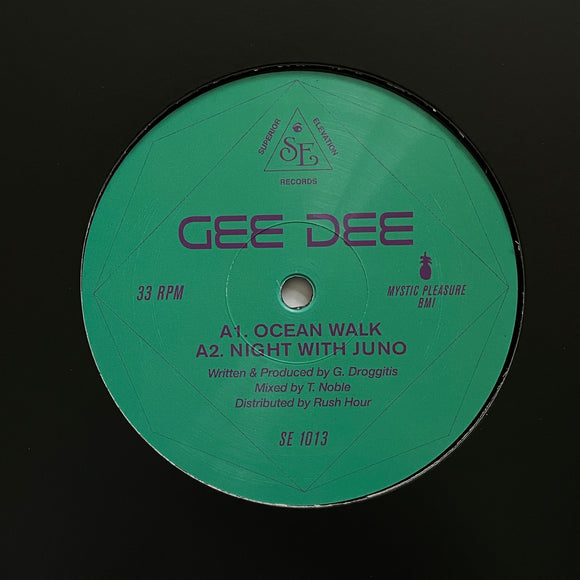 SUPERIOR ELEVATION
SE
RECORDS
GEE DEE
33 RPM
MYSTIC PLEASURE
BMI
A1. OCEAN WALK
A2. NIGHT WITH JUNO
Written & Produced by G. Droggitis
Mixed by T. Noble
Distributed by Rush Hour
SE 1013